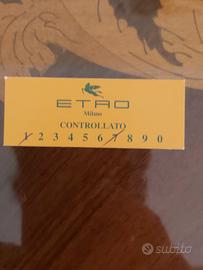 ETRO
Milano
CONTROLLATO
1 2 3 4 5 6 7 8 9 0
subito